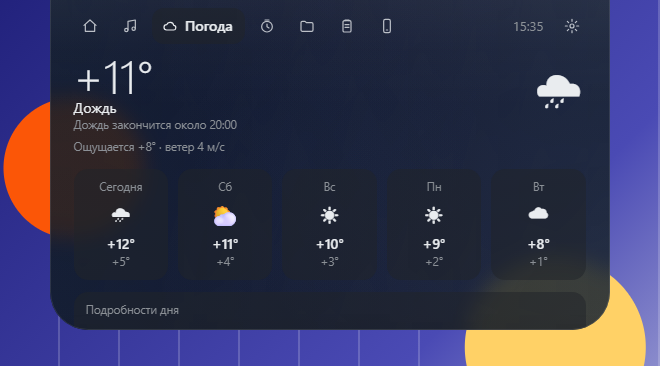 Погода
15:35
+11°
Дождь
Дождь закончится около 20:00
Ощущается +8° · ветер 4 м/с
Сегодня
Сб
Вс
Пн
Вт
+12°
+11°
+10°
+9°
+8°
+5°
+4°
+3°
+2°
+1°
Подробности дня